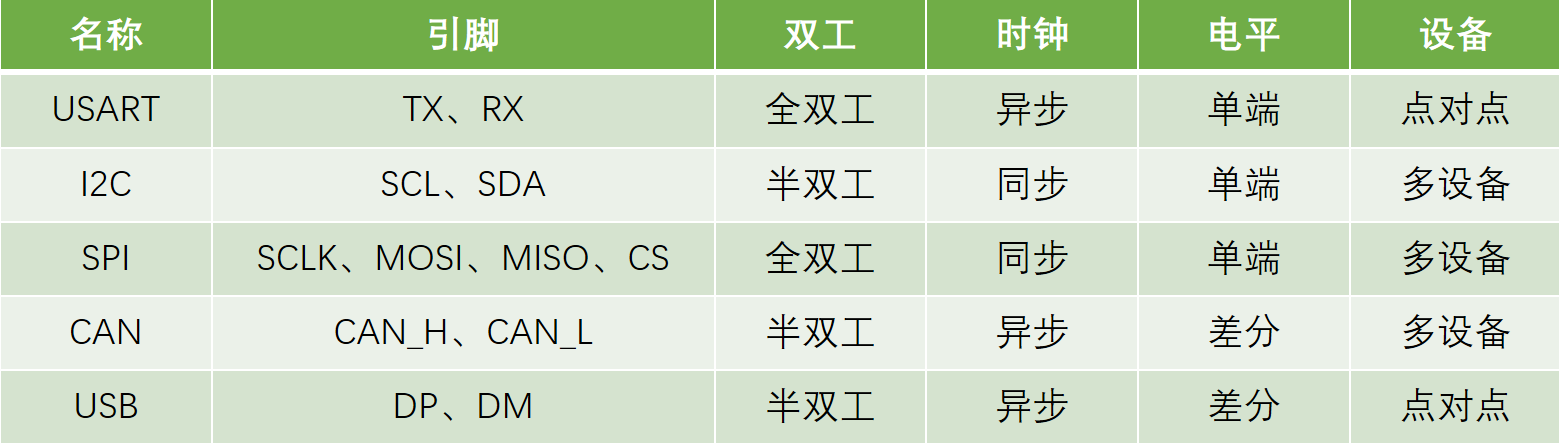 名称 引脚 双工 时钟 电平 设备
USART TX、RX 全双工 异步 单端 点对点
I2C SCL、SDA 半双工 同步 单端 多设备
SPI SCLK、MOSI、MISO、CS 全双工 同步 单端 多设备
CAN CAN_H、CAN_L 半双工 异步 差分 多设备
USB DP、DM 半双工 异步 差分 点对点